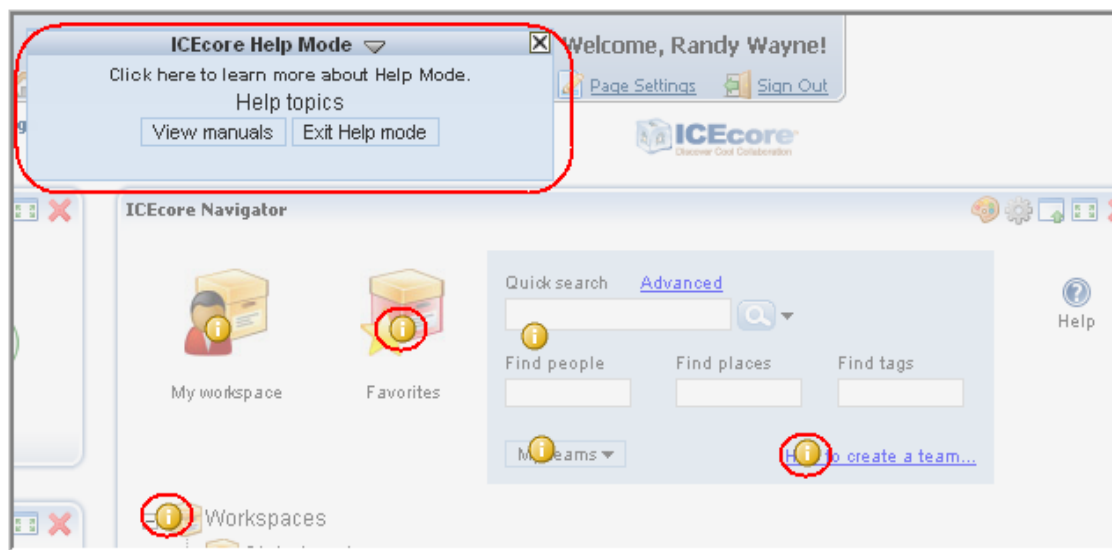 ICEcore Help Mode
Welcome, Randy Wayne!
Click here to learn more about Help Mode.
Page Settings Sign Out
Help topics
View manuals Exit Help mode
ICEcore
Discover Cool Collaboration
ICEcore Navigator
Quick search Advanced
Help
Find people Find places Find tags
My workspace Favorites
to create a team...
Workspaces